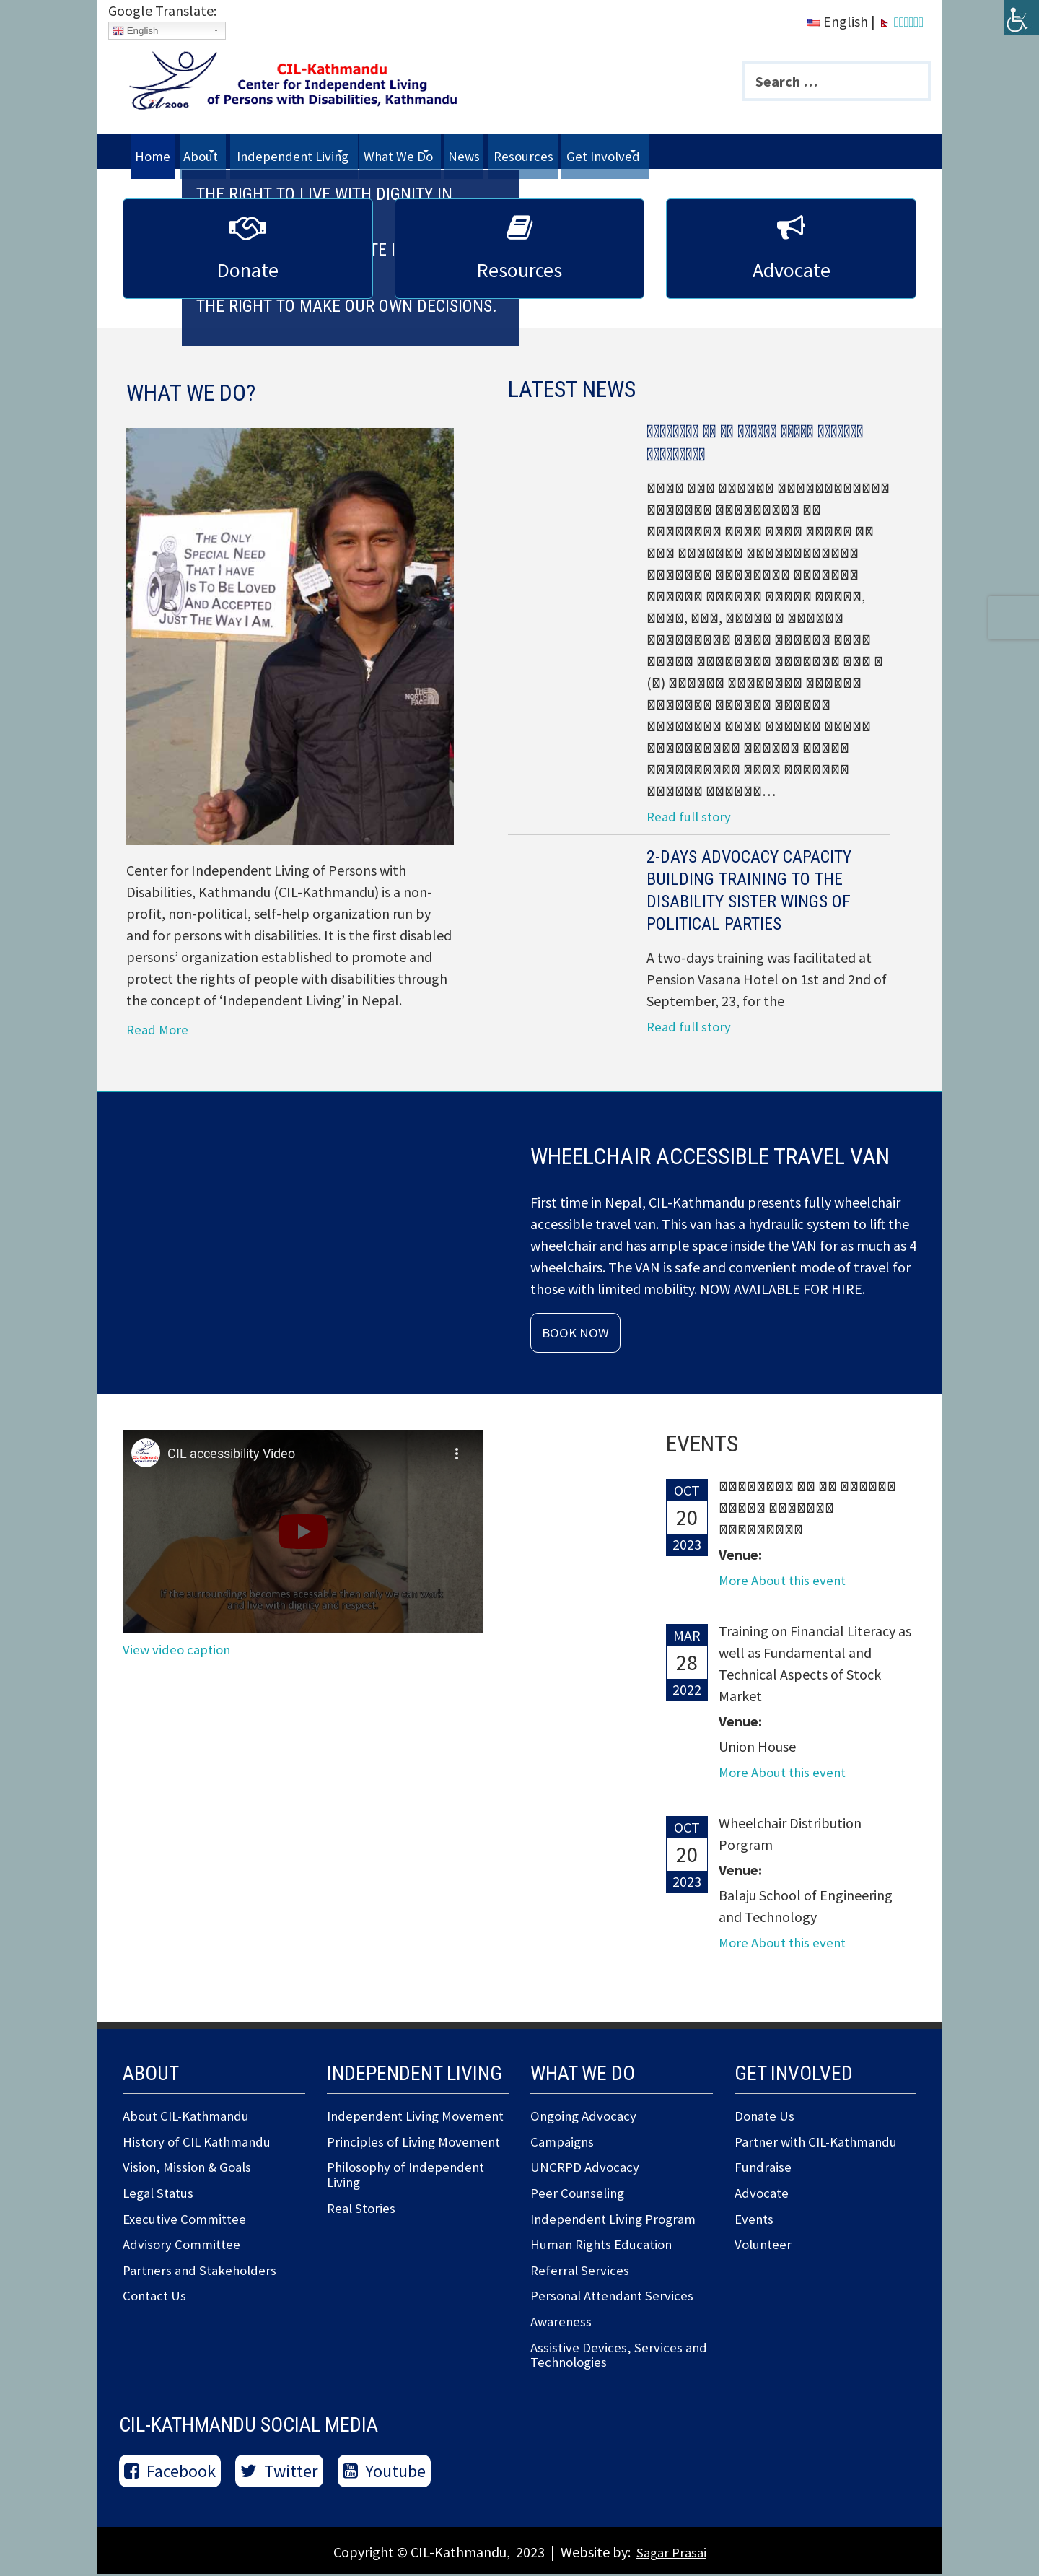 Google Translate:
English
English |
CIL-Kathmandu
Center for Independent Living
of Persons with Disabilities, Kathmandu
Cil 2006
Search …
Home About Independent Living What We Do News Resources Get Involved
THE RIGHT TO LIVE WITH DIGNITY IN
THE RIGHT TO MAKE OUR OWN DECISIONS.
Donate
Resources
Advocate
WHAT WE DO?
THE ONLY
SPECIAL NEED
THAT I HAVE
IS TO BE LOVED
AND ACCEPTED
JUST THE WAY I AM.
THE NORTH FACE
Center for Independent Living of Persons with
Disabilities, Kathmandu (CIL-Kathmandu) is a non-
profit, non-political, self-help organization run by
and for persons with disabilities. It is the first disabled
persons’ organization established to promote and
protect the rights of people with disabilities through
the concept of ‘Independent Living’ in Nepal.
Read More
LATEST NEWS
Read full story
2-DAYS ADVOCACY CAPACITY
BUILDING TRAINING TO THE
DISABILITY SISTER WINGS OF
POLITICAL PARTIES
A two-days training was facilitated at
Pension Vasana Hotel on 1st and 2nd of
September, 23, for the
Read full story
WHEELCHAIR ACCESSIBLE TRAVEL VAN
First time in Nepal, CIL-Kathmandu presents fully wheelchair
accessible travel van. This van has a hydraulic system to lift the
wheelchair and has ample space inside the VAN for as much as 4
wheelchairs. The VAN is safe and convenient mode of travel for
those with limited mobility. NOW AVAILABLE FOR HIRE.
BOOK NOW
CIL accessibility Video
If the surroundings becomes acessable then only we can work
and live with dignity and respect.
View video caption
EVENTS
OCT
20
2023
Venue:
More About this event
MAR
28
2022
Training on Financial Literacy as
well as Fundamental and
Technical Aspects of Stock
Market
Venue:
Union House
More About this event
OCT
20
2023
Wheelchair Distribution
Porgram
Venue:
Balaju School of Engineering
and Technology
More About this event
ABOUT
About CIL-Kathmandu
History of CIL Kathmandu
Vision, Mission & Goals
Legal Status
Executive Committee
Advisory Committee
Partners and Stakeholders
Contact Us
INDEPENDENT LIVING
Independent Living Movement
Principles of Living Movement
Philosophy of Independent
Living
Real Stories
WHAT WE DO
Ongoing Advocacy
Campaigns
UNCRPD Advocacy
Peer Counseling
Independent Living Program
Human Rights Education
Referral Services
Personal Attendant Services
Awareness
Assistive Devices, Services and
Technologies
GET INVOLVED
Donate Us
Partner with CIL-Kathmandu
Fundraise
Advocate
Events
Volunteer
CIL-KATHMANDU SOCIAL MEDIA
Facebook
Twitter
Youtube
Copyright © CIL-Kathmandu, 2023 | Website by: Sagar Prasai